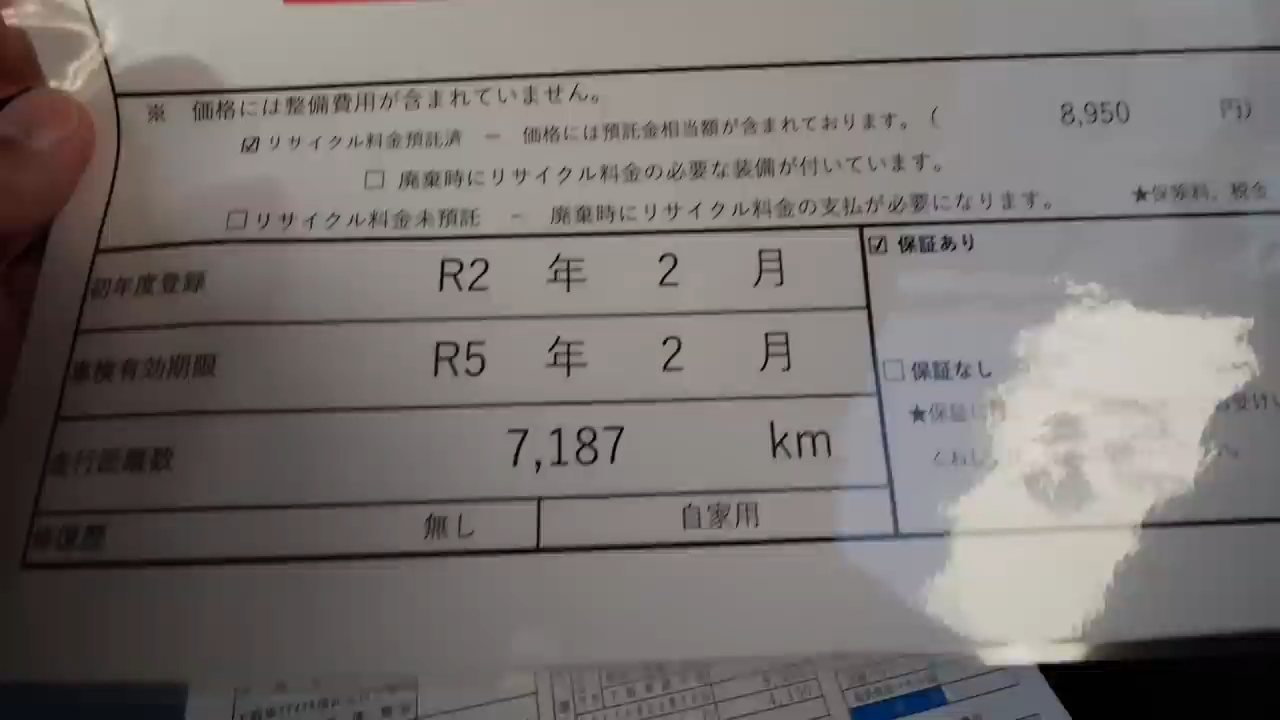 ※ 価格には整備費用が含まれていません。
☑ リサイクル料金預託済 － 価格には預託金相当額が含まれております。( 8,950 円)
□ 廃棄時にリサイクル料金の必要な装備が付いています。
□ リサイクル料金未預託 － 廃棄時にリサイクル料金の支払が必要になります。 ★保険料、税金
初年度登録 R2 年 2 月
☑ 保証あり
車検有効期限 R5 年 2 月
□ 保証なし
走行距離数 7,187 km
★保証に
修復歴 無し 自家用